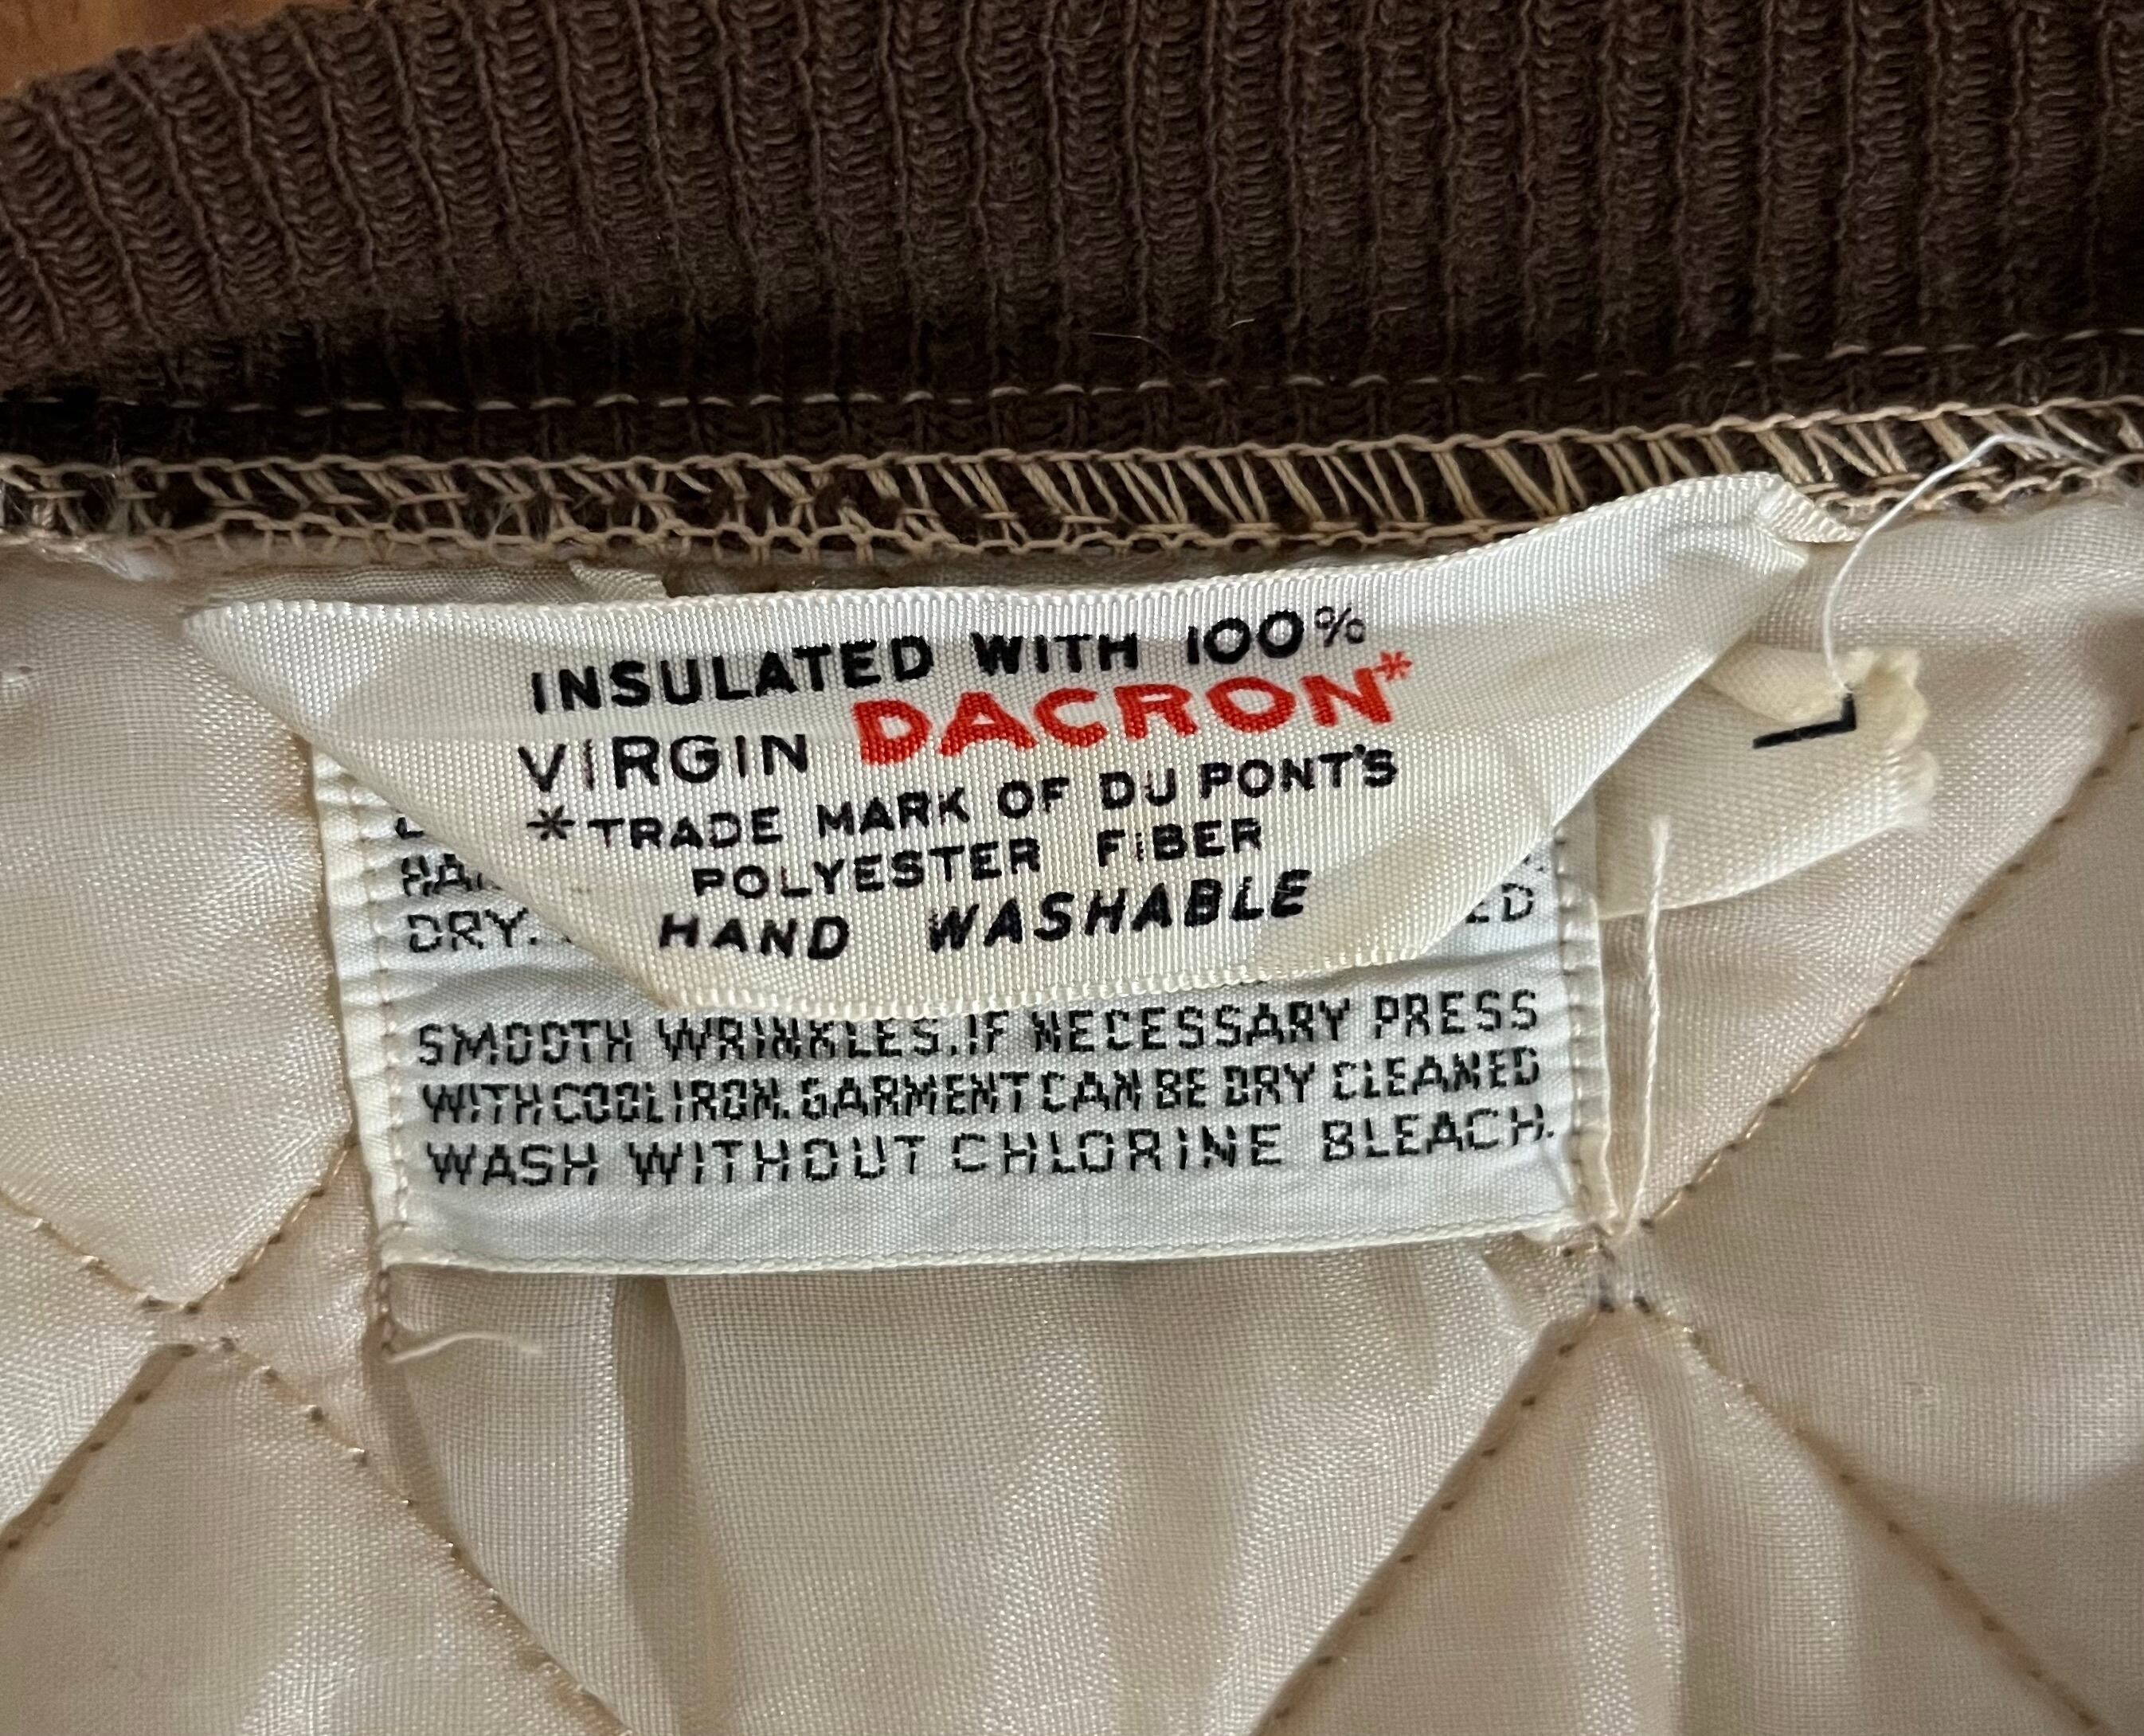 INSULATED WITH 100%
VIRGIN DACRON*
*TRADE MARK OF DU PONT'S
POLYESTER FIBER
HAND WASHABLE
L
DRY.
SMOOTH WRINKLES.IF NECESSARY PRESS
WITH COOL IRON. GARMENT CAN BE DRY CLEANED
WASH WITHOUT CHLORINE BLEACH.